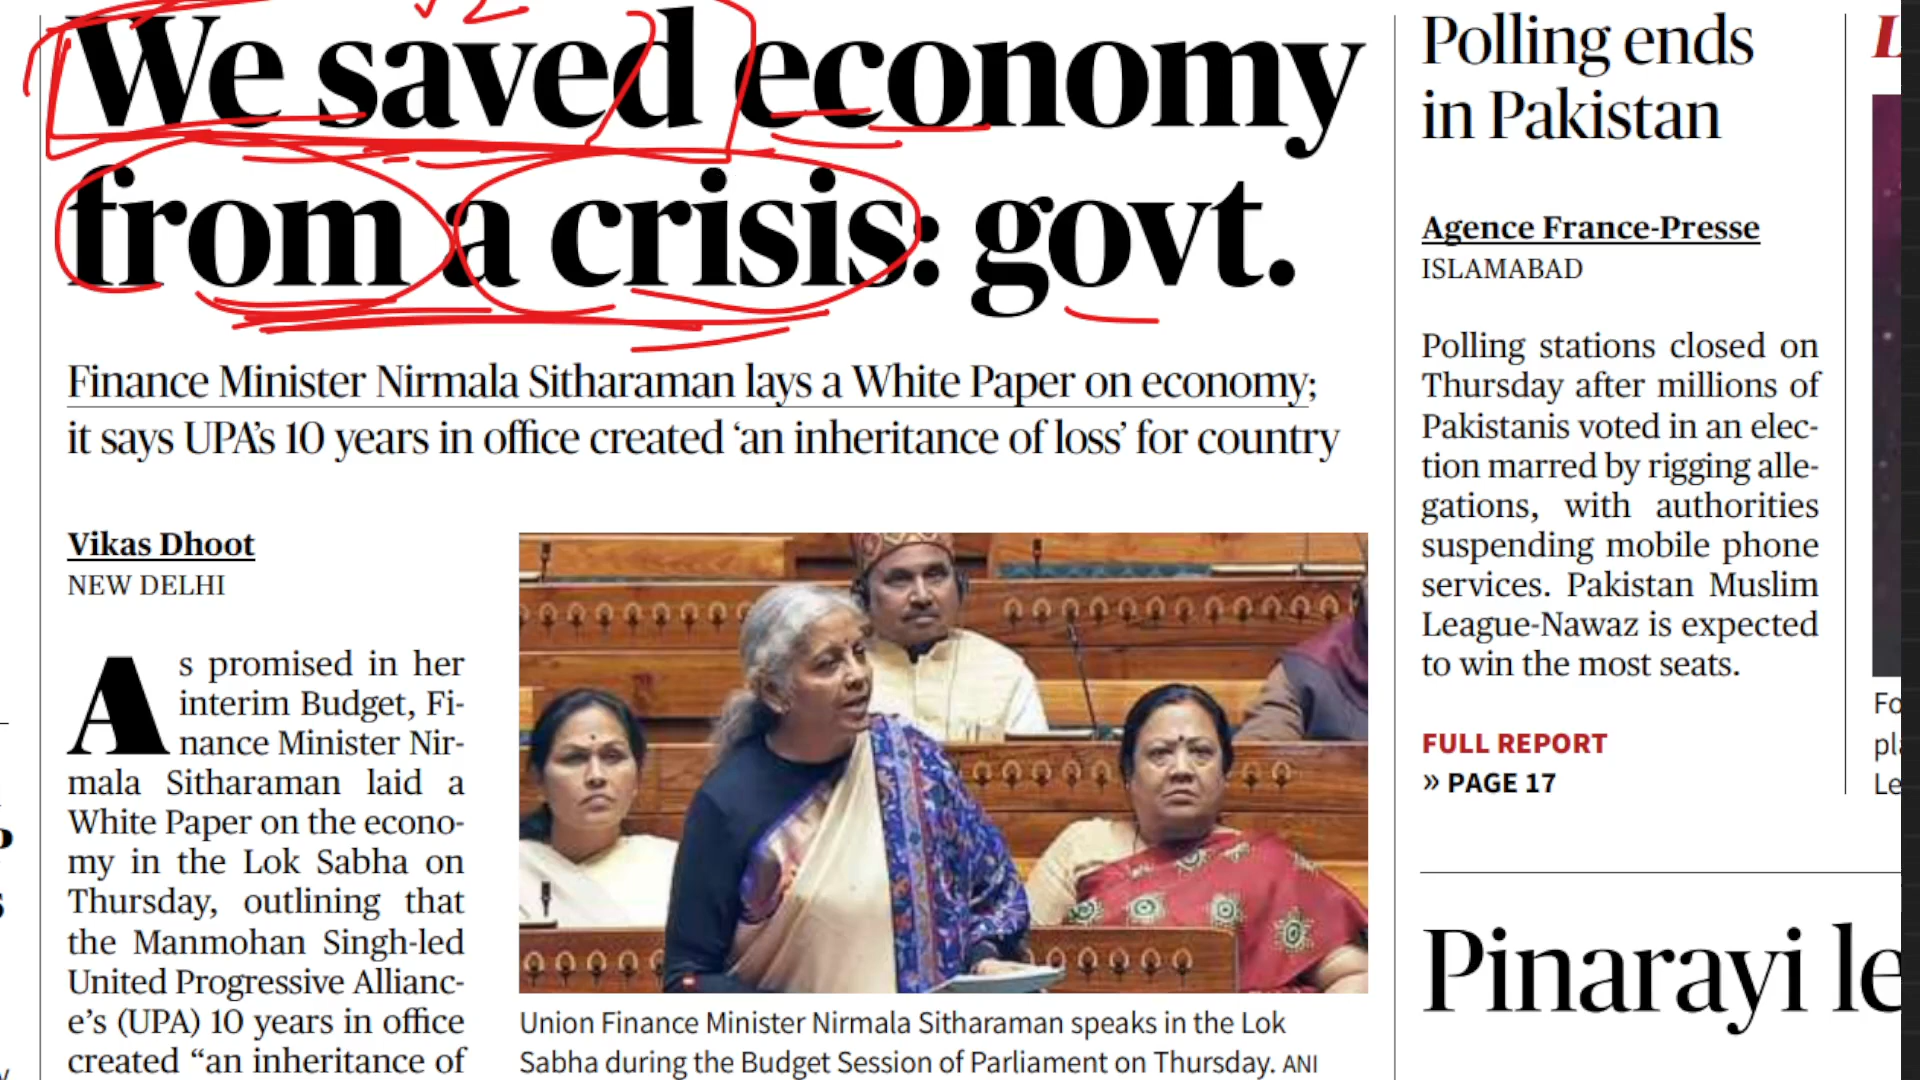 We saved economy
from a crisis: govt.
Finance Minister Nirmala Sitharaman lays a White Paper on economy;
it says UPA's 10 years in office created 'an inheritance of loss' for country
Vikas Dhoot
NEW DELHI
As promised in her
interim Budget, Fi-
nance Minister Nir-
mala Sitharaman laid a
White Paper on the econo-
my in the Lok Sabha on
Thursday, outlining that
the Manmohan Singh-led
United Progressive Allianc-
e's (UPA) 10 years in office
created “an inheritance of
Union Finance Minister Nirmala Sitharaman speaks in the Lok
Sabha during the Budget Session of Parliament on Thursday. ANI
Polling ends
in Pakistan
Agence France-Presse
ISLAMABAD
Polling stations closed on
Thursday after millions of
Pakistanis voted in an elec-
tion marred by rigging alle-
gations, with authorities
suspending mobile phone
services. Pakistan Muslim
League-Nawaz is expected
to win the most seats.
FULL REPORT
» PAGE 17
Pinarayi le
L
Fo
pl
Le